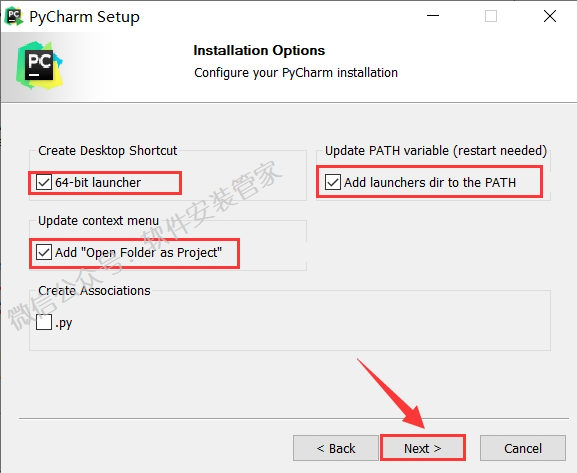 PyCharm Setup
PC
Installation Options
Configure your PyCharm installation
Create Desktop Shortcut
64-bit launcher
Update PATH variable (restart needed)
Add launchers dir to the PATH
Update context menu
Add "Open Folder as Project"
Create Associations
.py
微信公众号：软件安装管家
< Back
Next >
Cancel